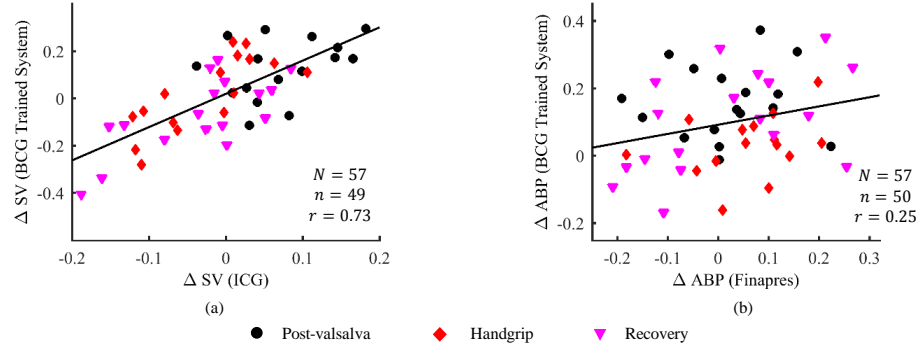 Δ SV (BCG Trained System)
0.2
0
-0.2
-0.4
N = 57
n = 49
r = 0.73
-0.2
-0.1
0
0.1
0.2
Δ SV (ICG)
(a)
Δ ABP (BCG Trained System)
0.4
0.2
0
-0.2
N = 57
n = 50
r = 0.25
-0.2
-0.1
0
0.1
0.2
0.3
Δ ABP (Finapres)
(b)
Post-valsalva
Handgrip
Recovery